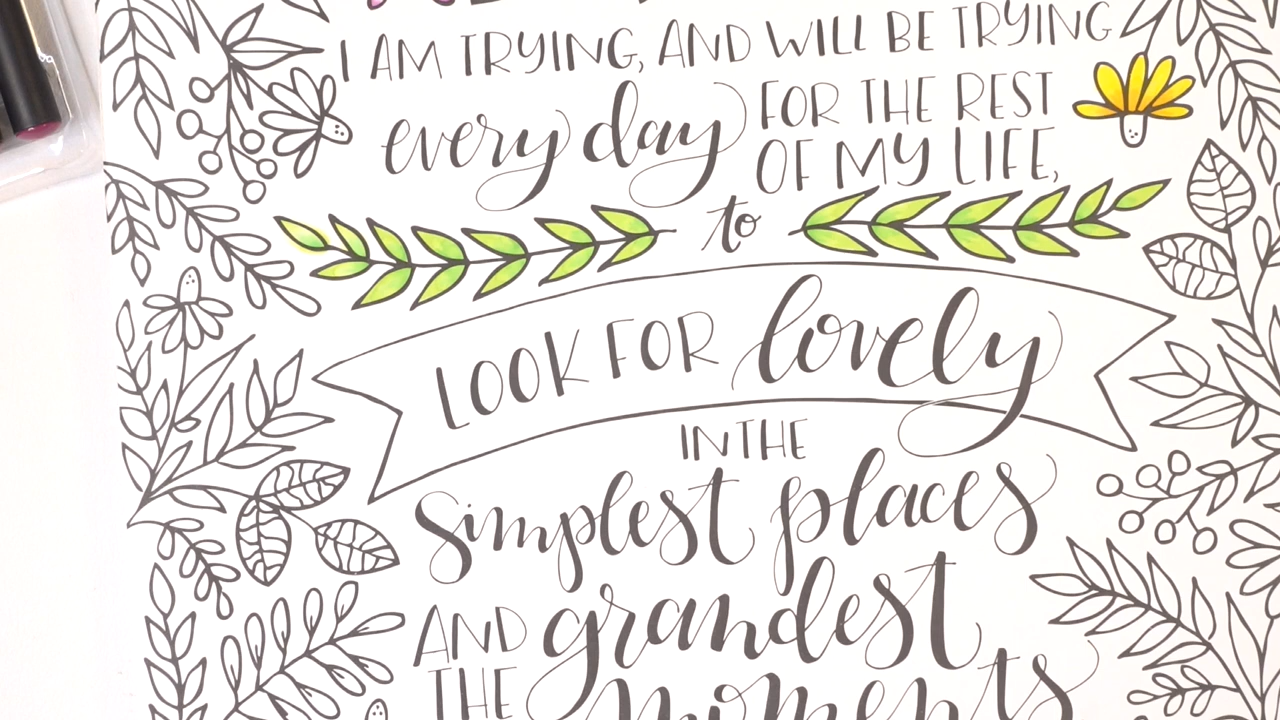 I AM TRYING, AND WILL BE TRYING
every day FOR THE REST
OF MY LIFE,
to
LOOK FOR lovely
IN THE
simplest places
AND grandest
THE moments